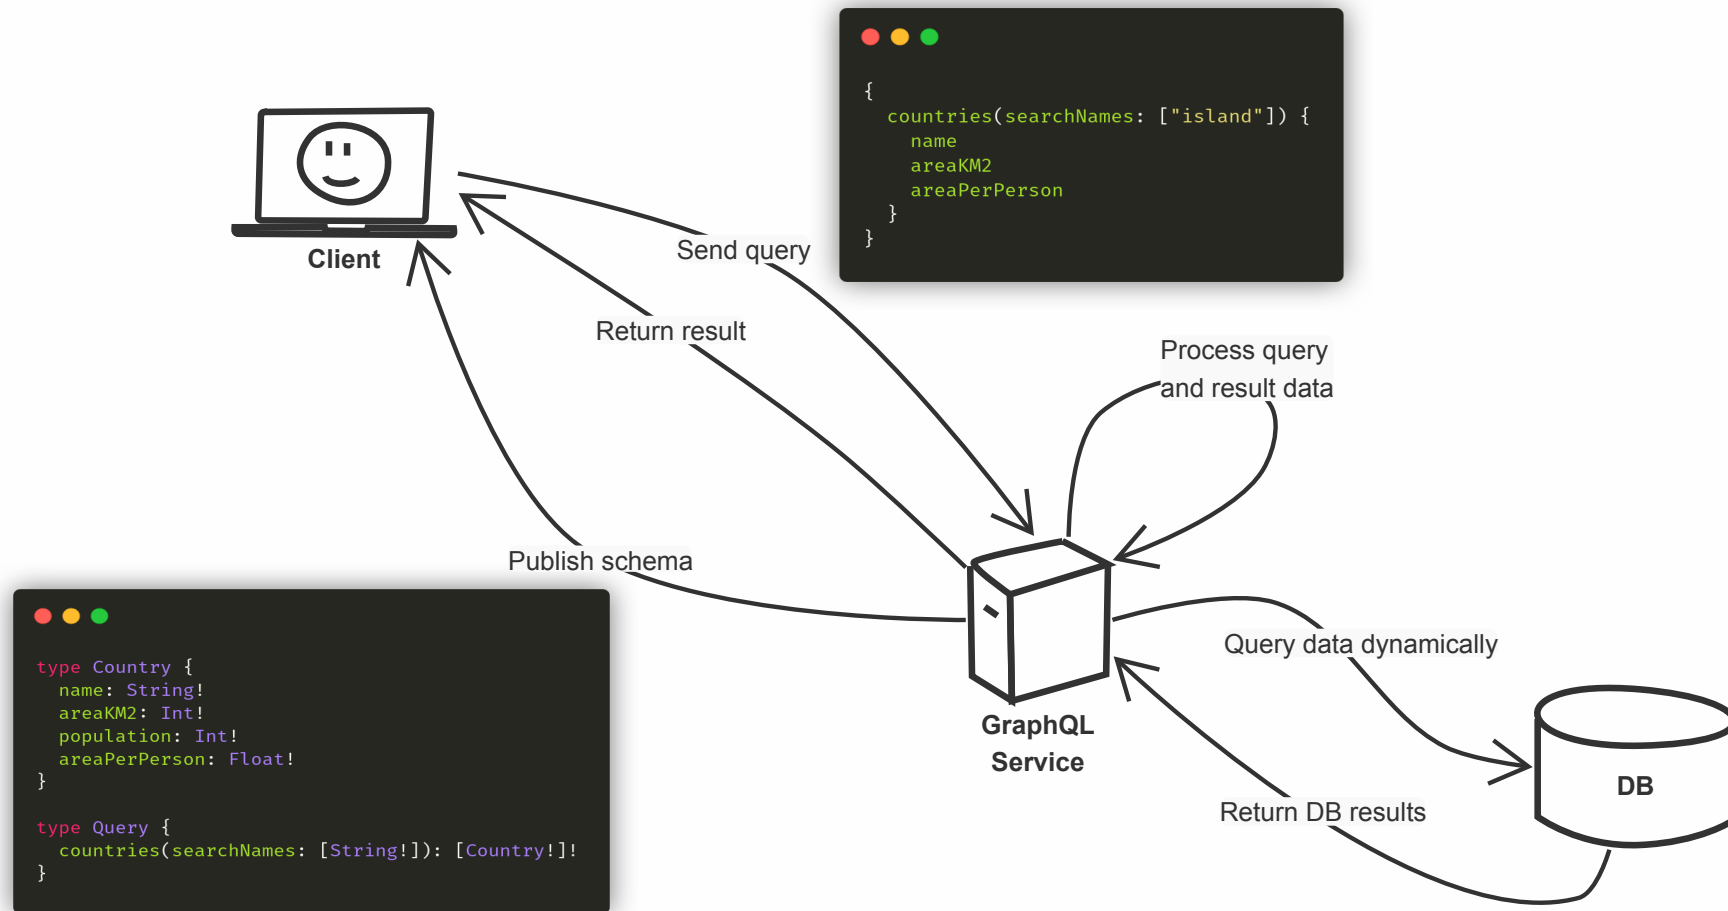 {
  countries(searchNames: ["island"]) {
    name
    areaKM2
    areaPerPerson
  }
}
Client
Send query
Return result
Process query
and result data
Publish schema
type Country {
  name: String!
  areaKM2: Int!
  population: Int!
  areaPerPerson: Float!
}
type Query {
  countries(searchNames: [String!]): [Country!]!
}
GraphQL
Service
Query data dynamically
DB
Return DB results